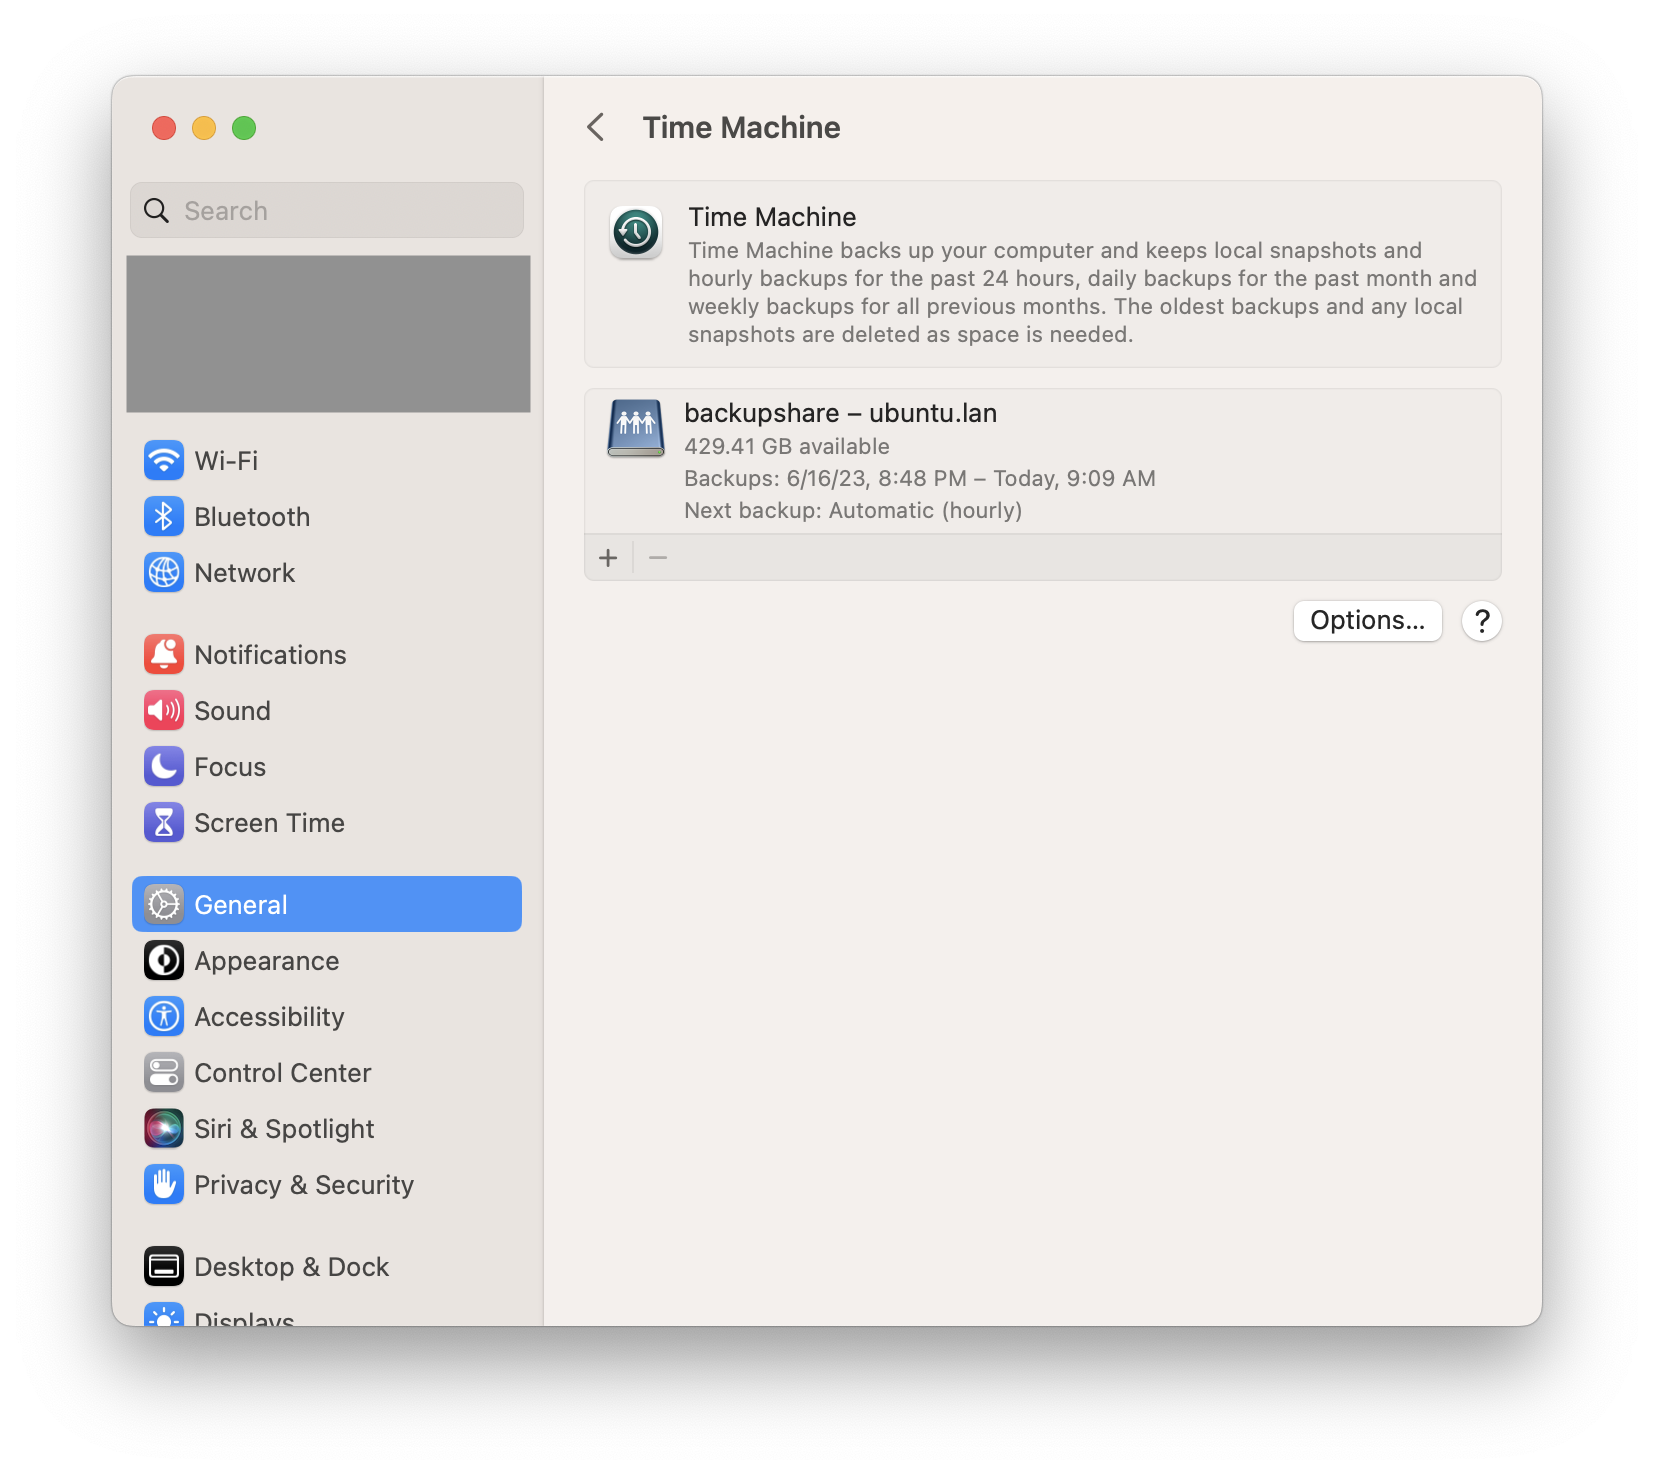 Search
Wi-Fi
Bluetooth
Network
Notifications
Sound
Focus
Screen Time
General
Appearance
Accessibility
Control Center
Siri & Spotlight
Privacy & Security
Desktop & Dock
Displays
Time Machine
Time Machine
Time Machine backs up your computer and keeps local snapshots and
hourly backups for the past 24 hours, daily backups for the past month and
weekly backups for all previous months. The oldest backups and any local
snapshots are deleted as space is needed.
backupshare – ubuntu.lan
429.41 GB available
Backups: 6/16/23, 8:48 PM – Today, 9:09 AM
Next backup: Automatic (hourly)
Options...
?